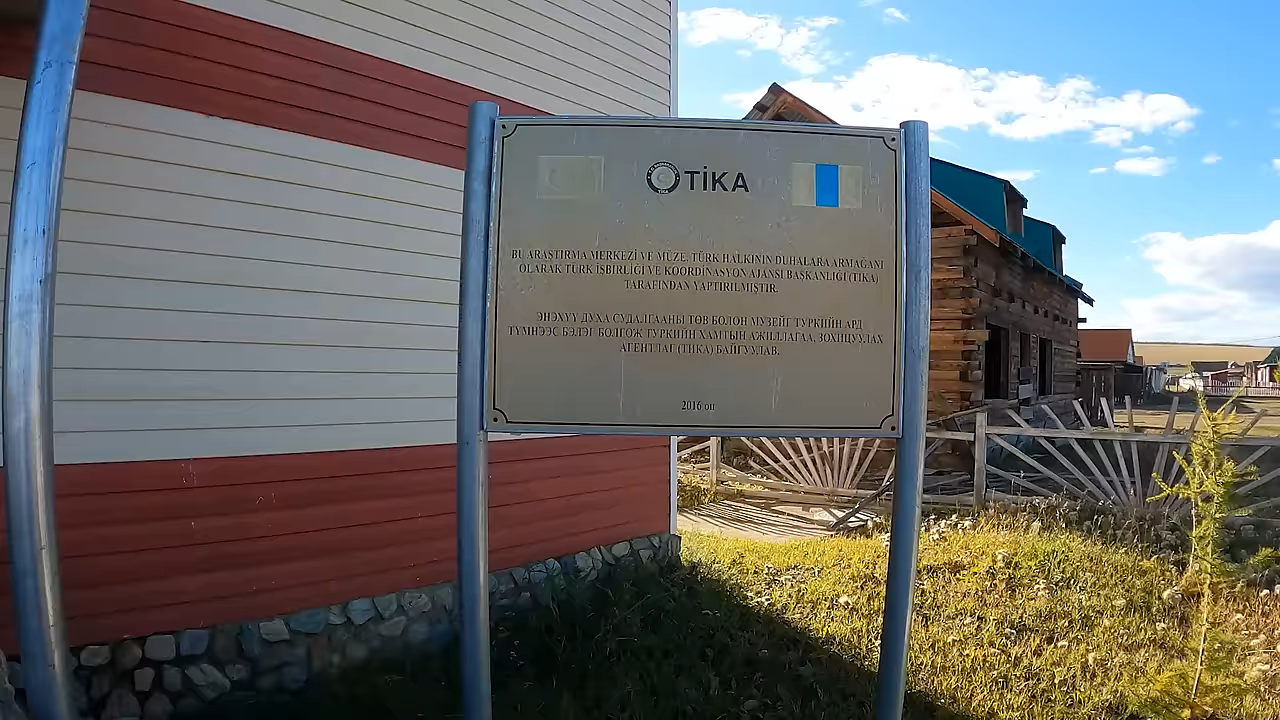 TİKA
BU ARAŞTIRMA MERKEZİ VE MÜZE, TÜRK HALKININ DUHALARA ARMAĞANI
OLARAK TÜRK İŞBİRLİĞİ VE KOORDİNASYON AJANSI BAŞKANLIĞI (TİKA)
TARAFINDAN YAPTIRILMIŞTIR.
ЭНЭХҮҮ ДУХА СУДАЛГААНЫ ТӨВ БОЛОН МУЗЕЙГ ТУРКИЙН АРД
ТҮМНЭЭС БЭЛЭГ БОЛГОЖ ТУРКИЙН ХАМТЫН АЖИЛЛАГАА, ЗОХИЦУУЛАХ
АГЕНТЛАГ (ТИКА) БАЙГУУЛАВ.
2016 он